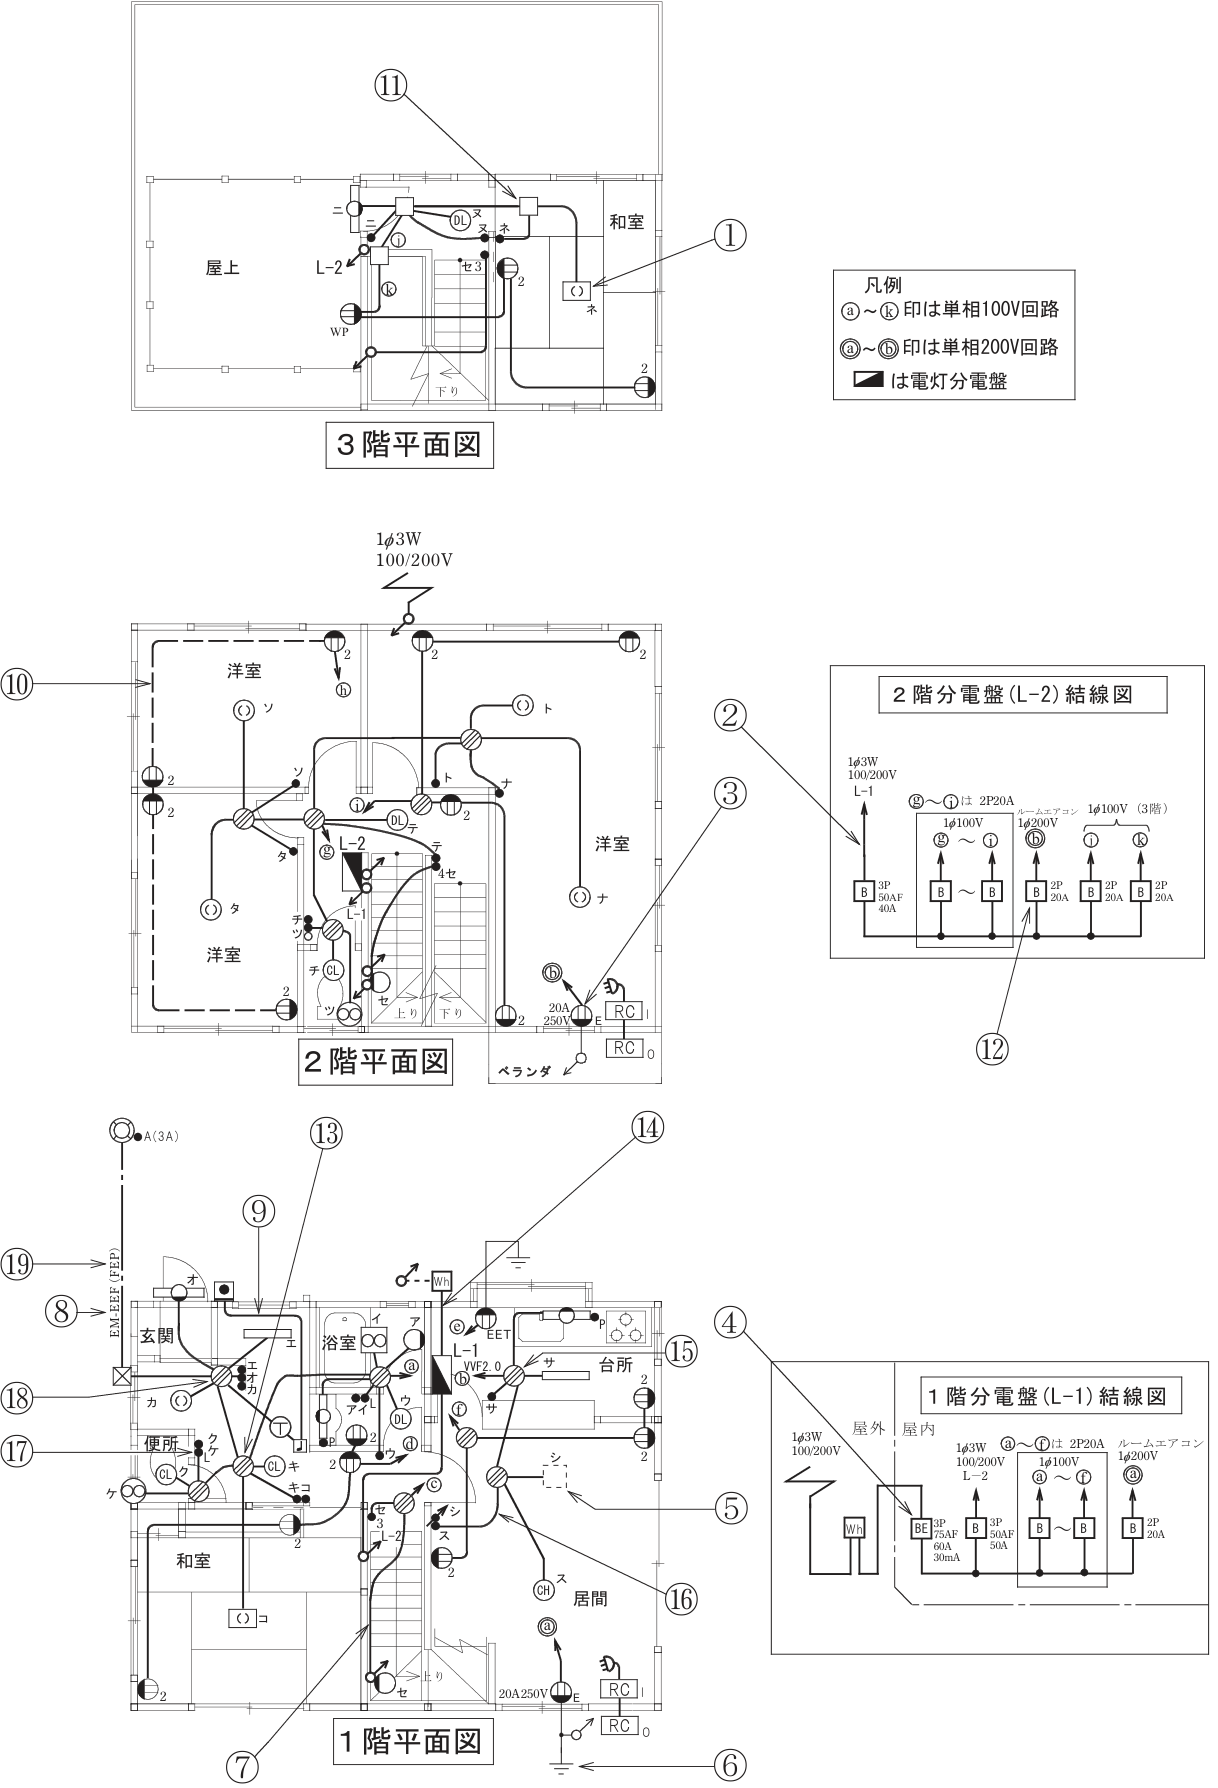 ⑪
ニ
ニ
DL
ヌ
ヌ
ネ
和室
①
ⓙ
L-2
屋上
セ3
2
ⓚ
WP
ネ
2
下り
3階平面図
凡例
ⓐ～ⓚ印は単相100V回路
ⓐ～ⓑ印は単相200V回路
は電灯分電盤
1φ3W
100/200V
2
2
2
洋室
⑩
ⓗ
ソ
ト
ソ
ト
ナ
2
2
ⓘ
DL
テ
2
ⓖ
L-2
テ
4セ
タ
洋室
③
②
タ
L-1
チ
ツ
ナ
洋室
チ
CL
ツ
セ
上り
下り
2
2
ⓑ
20A
250V
E
RC
I
RC
O
ベランダ
2階平面図
2階分電盤(L-2)結線図
1φ3W
100/200V
L-1
ⓖ～ⓘは 2P20A
1φ100V
ⓖ ～ ⓘ
ルームエアコン
1φ200V
ⓑ
1φ100V (3階)
ⓙ
ⓚ
B
3P
50AF
40A
B ～ B
B
2P
20A
B
2P
20A
B
2P
20A
⑫
A(3A)
⑬
⑭
⑨
⑲
⑧
EM-EEF(FEP)
オ
玄関
エ
エ
オ
カ
カ
⑱
T
浴室
イ
ア
ⓐ
アイL
ウ
DL
P
2
2
ウ
ⓓ
Wh
ⓔ
EET
L-1
VVF2.0
ⓑ
P
台所
サ
サ
⑮
2
2
ⓕ
⑰
便所
ク
ケ
L
CL
ク
ケ
CL
キ
キコ
ⓒ
セ
3
L-2
シ
⑤
シ
ス
2
2
和室
コ
CH
ス
居間
⑯
⑦
2
セ
上り
ⓐ
20A250V
E
RC
I
RC
O
⑥
1階平面図
④
1階分電盤(L-1)結線図
屋外
屋内
1φ3W
100/200V
1φ3W
100/200V
L-2
ⓐ～ⓕは 2P20A
1φ100V
ⓐ ～ ⓕ
ルームエアコン
1φ200V
ⓐ
Wh
BE
3P
75AF
60A
30mA
B
3P
50AF
50A
B ～ B
B
2P
20A